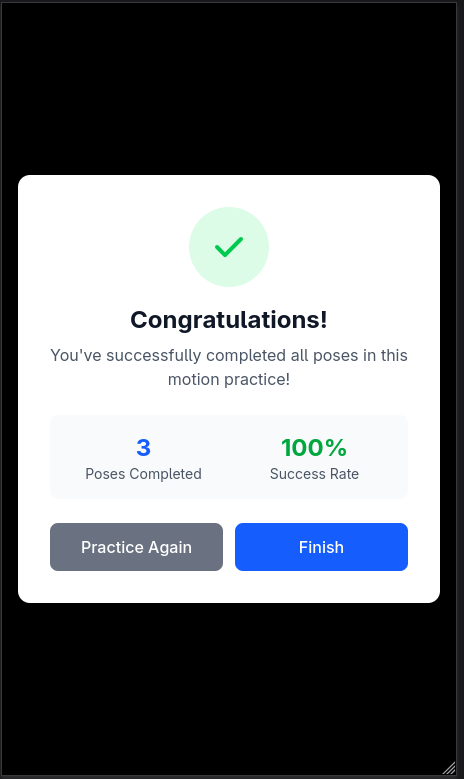 Congratulations!
You've successfully completed all poses in this
motion practice!
3
Poses Completed
100%
Success Rate
Practice Again
Finish